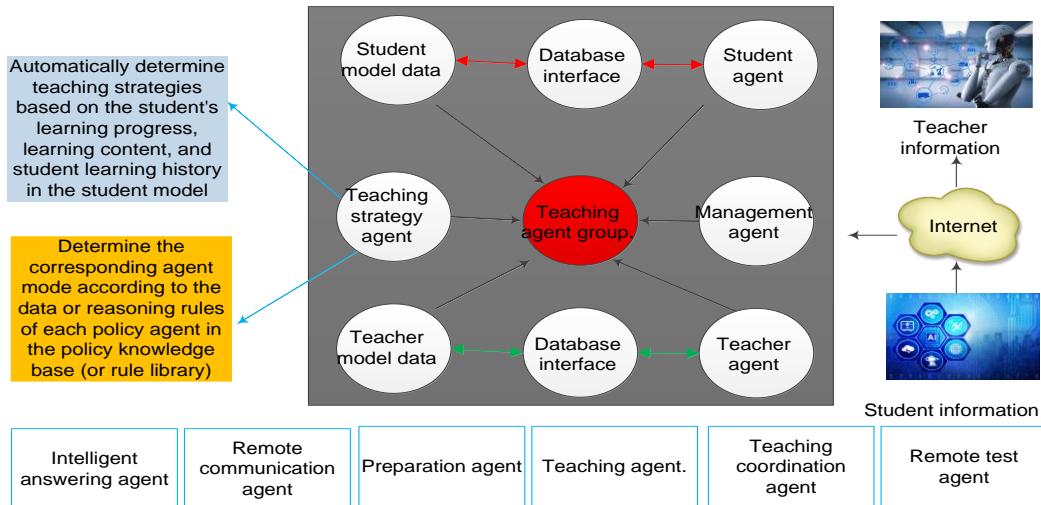 Student
model data
Database
interface
Student
agent
Automatically determine
teaching strategies
based on the student's
learning progress,
learning content, and
student learning history
in the student model
Teacher
information
Teaching
strategy
agent
Teaching
agent group.
Management
agent
Internet
Determine the
corresponding agent
mode according to the
data or reasoning rules
of each policy agent in
the policy knowledge
base (or rule library)
Teacher
model data
Database
interface
Teacher
agent
AI
Student information
Intelligent
answering agent
Remote
communication
agent
Preparation agent
Teaching agent.
Teaching
coordination
agent
Remote test
agent